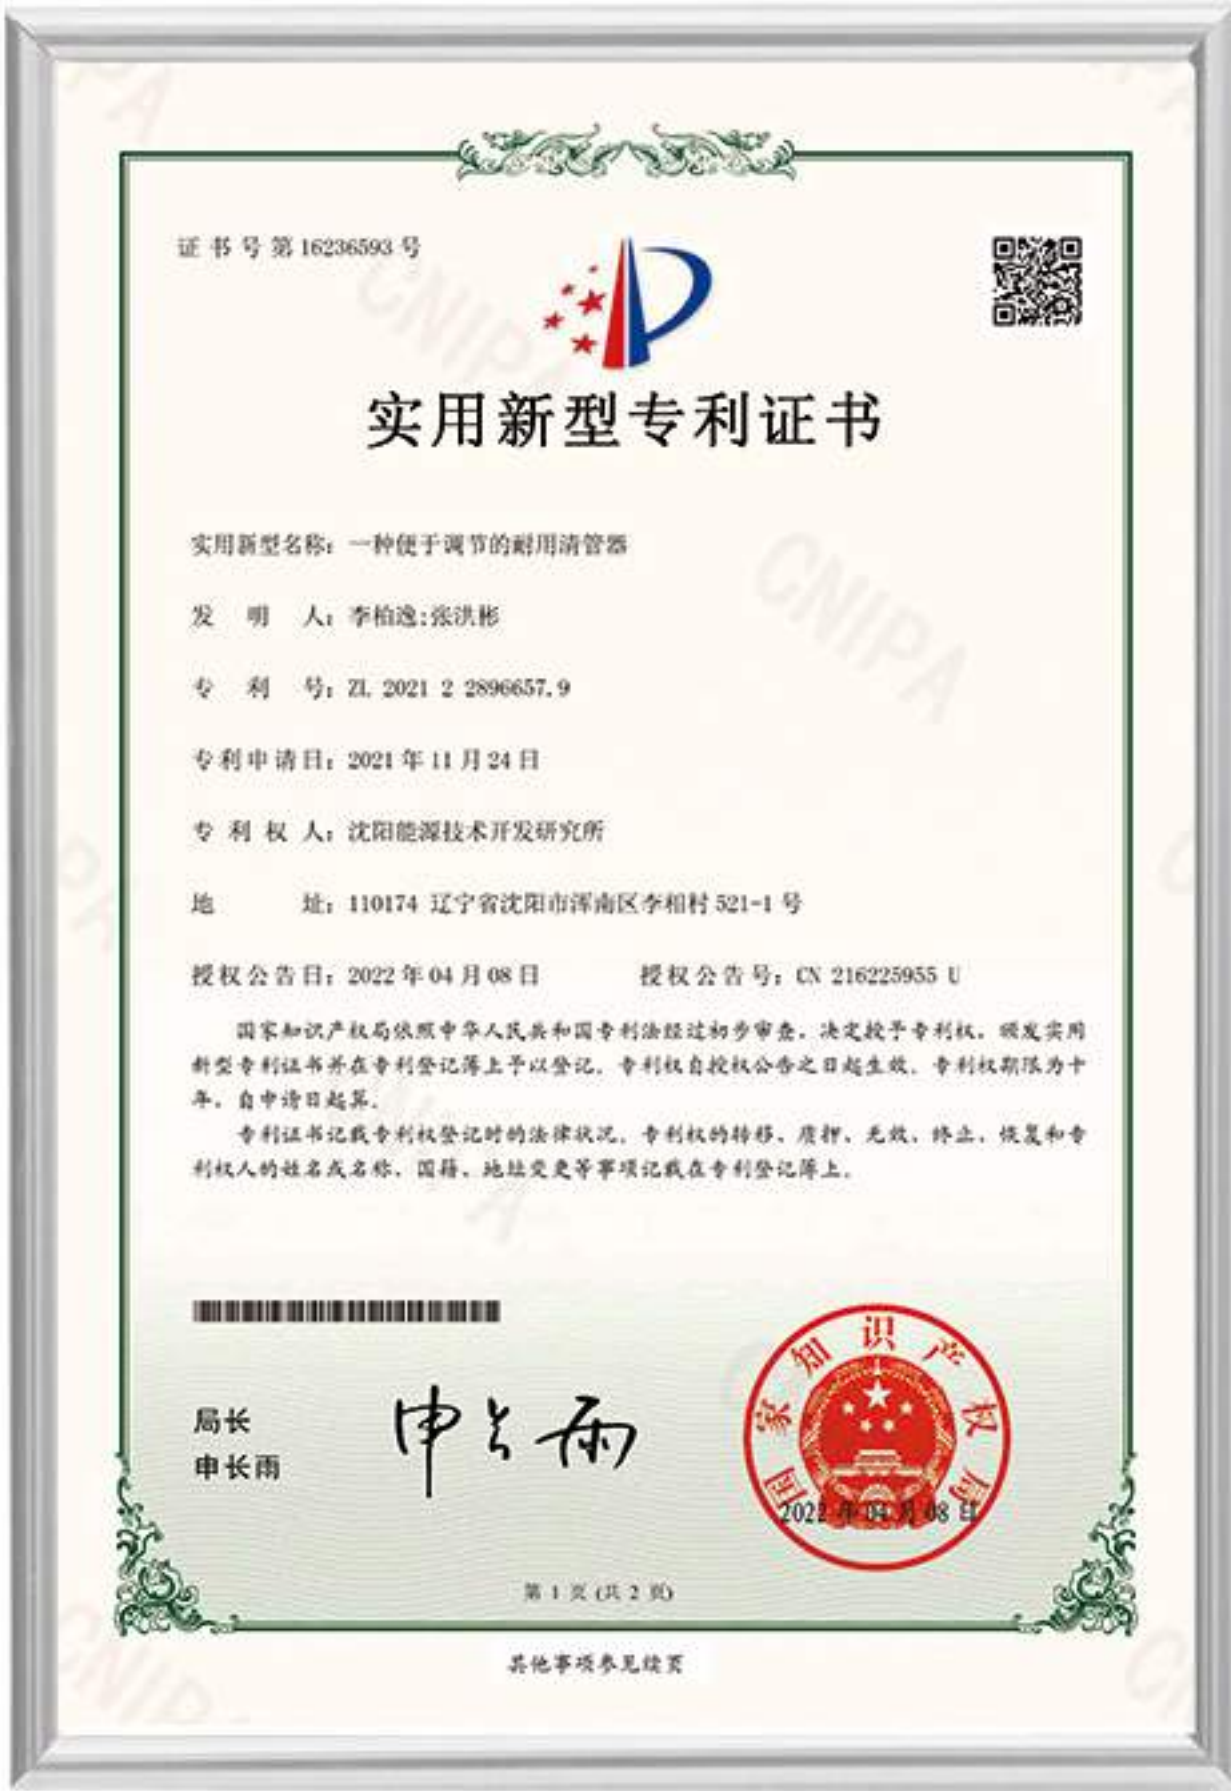 证书号第16236593号
实用新型专利证书
实用新型名称：一种便于调节的耐用清管器
发明人：李柏逸;张洪彬
专利号：ZL 2021 2 2896657.9
专利申请日：2021年11月24日
专利权人：沈阳能源技术开发研究所
地址：110174 辽宁省沈阳市浑南区李相村521-1号
授权公告日：2022年04月08日 授权公告号：CN 216225955 U
国家知识产权局依照中华人民共和国专利法经过初步审查，决定授予专利权，颁发实用
新型专利证书并在专利登记簿上予以登记。专利权自授权公告之日起生效。专利权期限为十
年，自申请日起算。
专利证书记载专利权登记时的法律状况。专利权的转移、质押、无效、终止、恢复和专
利权人的姓名或名称、国籍、地址变更等事项记载在专利登记簿上。
局长
申长雨
申长雨
国家知识产权局
2022年04月08日
第 1 页 (共 2 页)
其他事项参见续页
CNIPA
CNIPA
CNIPA